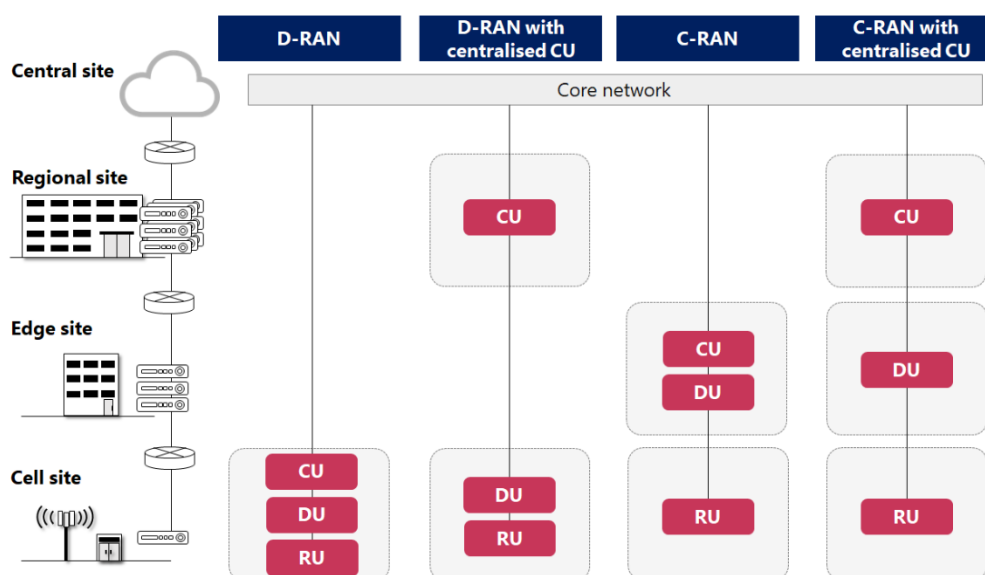 D-RAN
D-RAN with
centralised CU
C-RAN
C-RAN with
centralised CU
Central site
Core network
Regional site
CU
CU
Edge site
CU
DU
DU
Cell site
CU
DU
RU
DU
RU
RU
RU